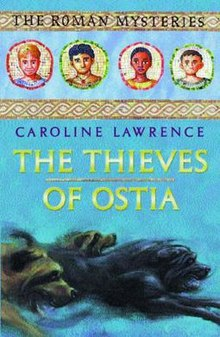 THE ROMAN MYSTERIES
CAROLINE LAWRENCE
THE THIEVES
OF OSTIA